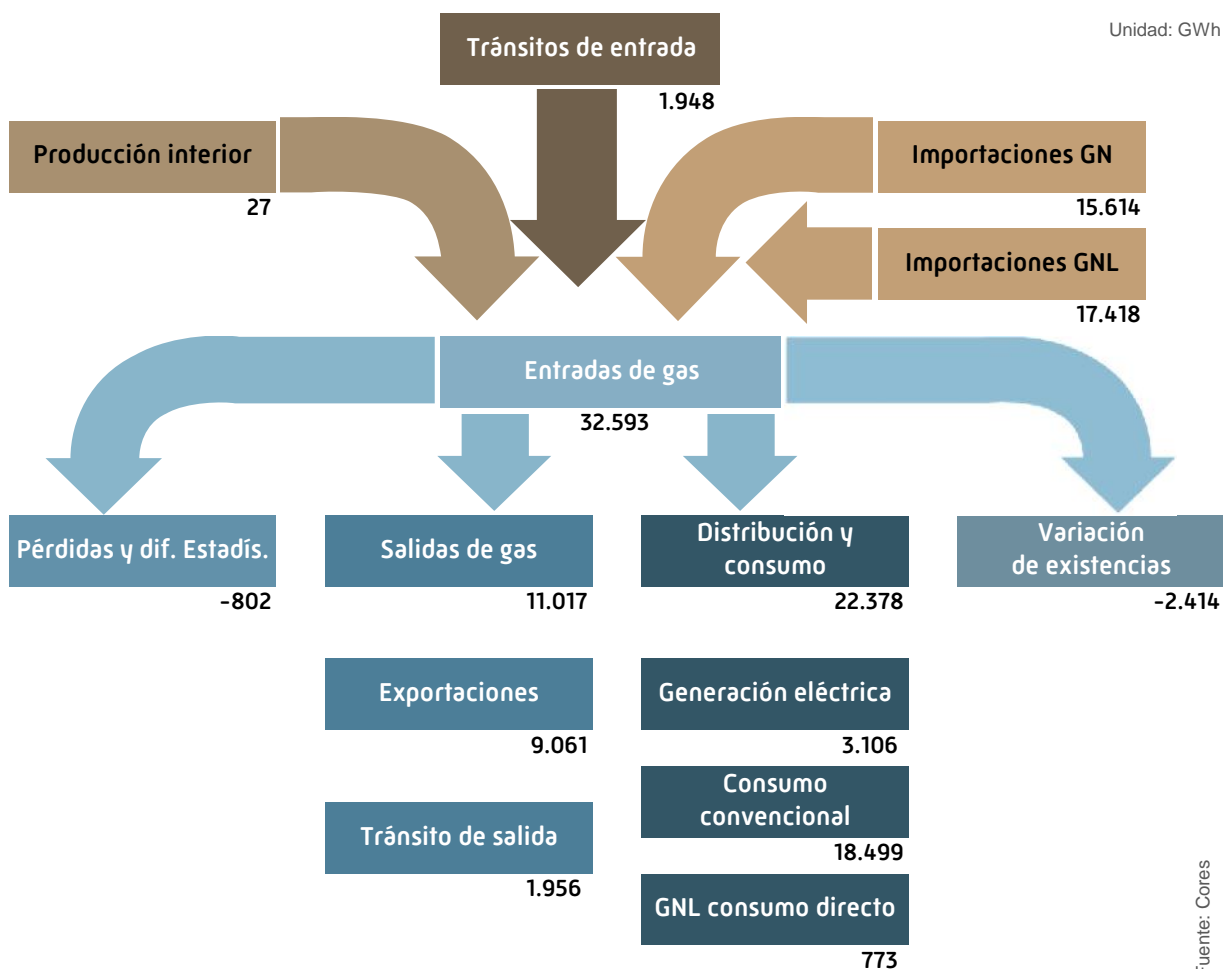 Unidad: GWh
Tránsitos de entrada
1.948
Producción interior
27
Importaciones GN
15.614
Importaciones GNL
17.418
Entradas de gas
32.593
Pérdidas y dif. Estadís.
-802
Salidas de gas
11.017
Distribución y
consumo
22.378
Variación
de existencias
-2.414
Exportaciones
9.061
Tránsito de salida
1.956
Generación eléctrica
3.106
Consumo
convencional
18.499
GNL consumo directo
773
Fuente: Cores